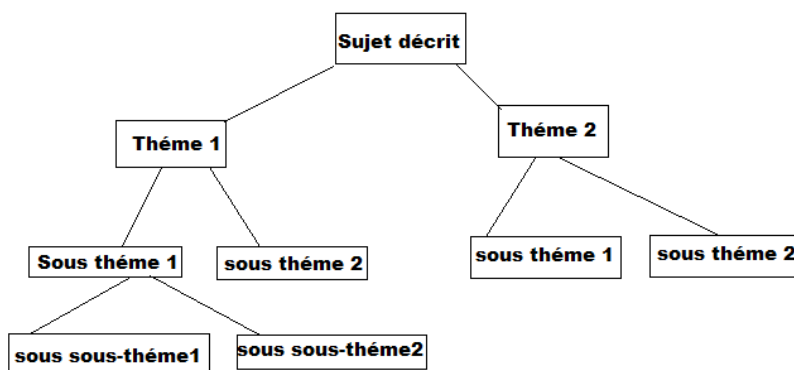 Sujet décrit
Théme 1
Théme 2
Sous théme 1
sous théme 2
sous théme 1
sous théme 2
sous sous-théme1
sous sous-théme2